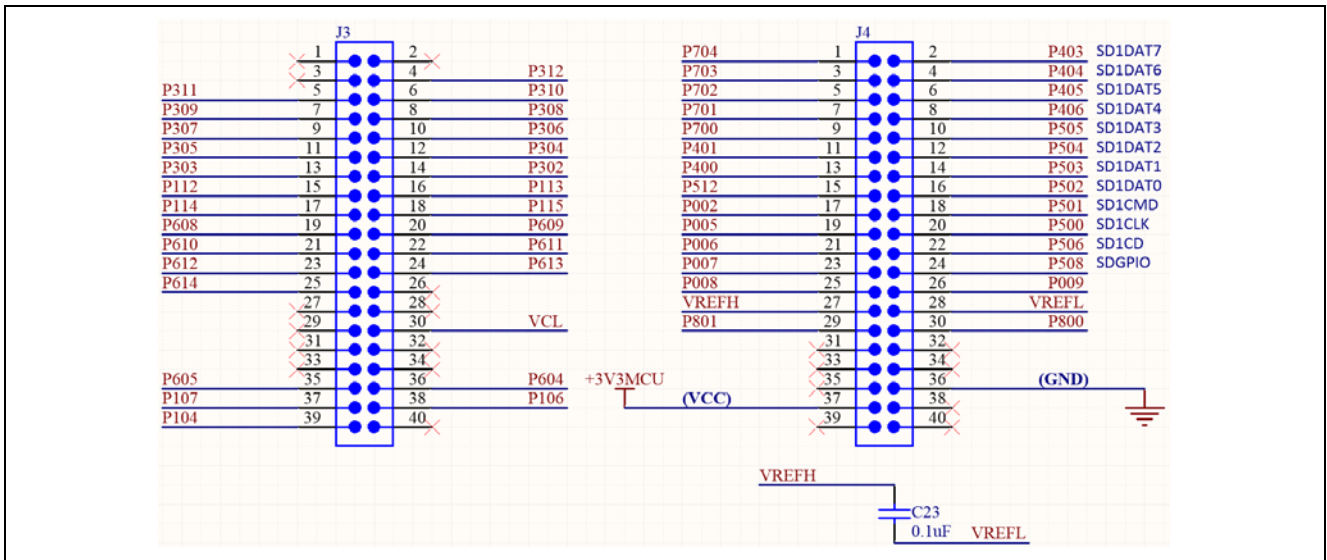 J3
1 2
3 4 P312
P311 5 6 P310
P309 7 8 P308
P307 9 10 P306
P305 11 12 P304
P303 13 14 P302
P112 15 16 P113
P114 17 18 P115
P608 19 20 P609
P610 21 22 P611
P612 23 24 P613
P614 25 26
27 28
29 30 VCL
31 32
33 34
P605 35 36 P604
P107 37 38 P106
P104 39 40
J4
P704 1 2 P403 SD1DAT7
P703 3 4 P404 SD1DAT6
P702 5 6 P405 SD1DAT5
P701 7 8 P406 SD1DAT4
P700 9 10 P505 SD1DAT3
P401 11 12 P504 SD1DAT2
P400 13 14 P503 SD1DAT1
P512 15 16 P502 SD1DAT0
P002 17 18 P501 SD1CMD
P005 19 20 P500 SD1CLK
P006 21 22 P506 SD1CD
P007 23 24 P508 SDGPIO
P008 25 26 P009
VREFH 27 28 VREFL
P801 29 30 P800
31 32
33 34
+3V3MCU 35 36 (GND)
(VCC) 37 38
39 40
VREFH
C23
0.1uF VREFL